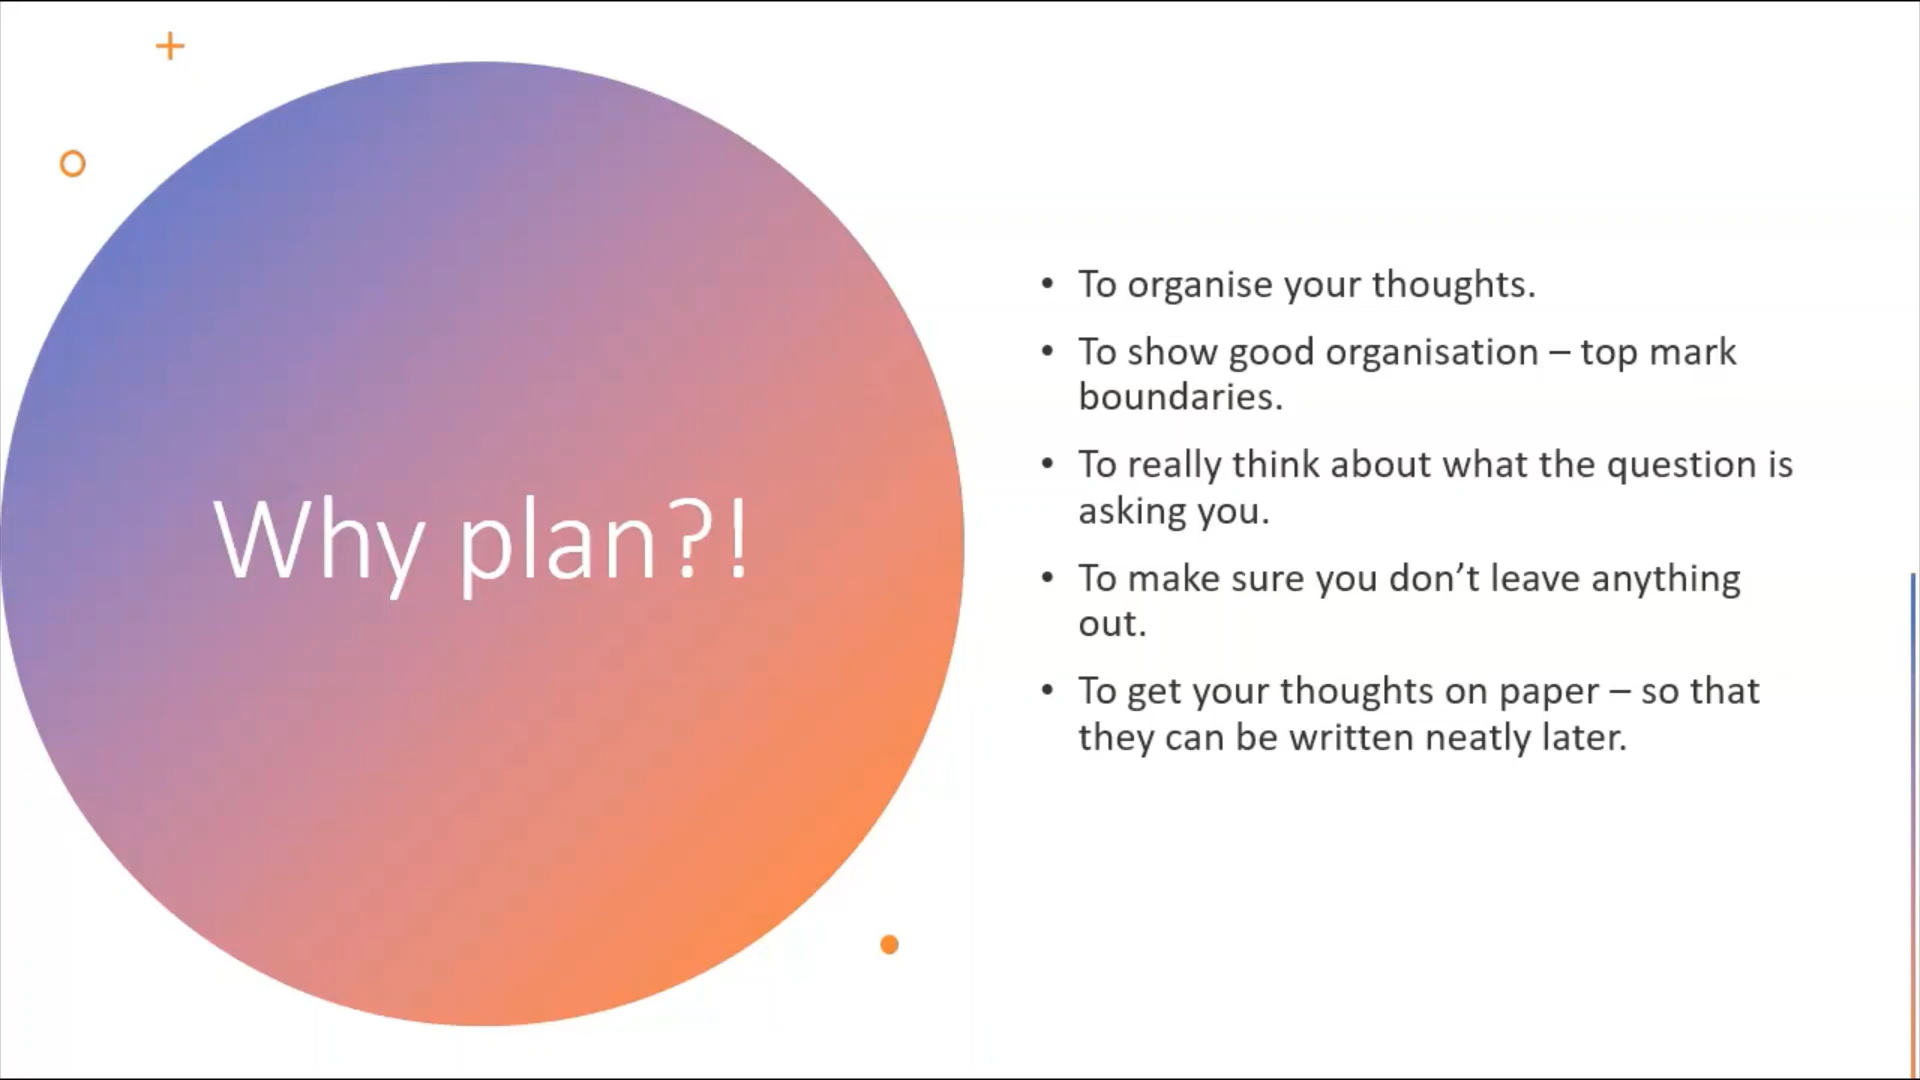 Why plan?!
• To organise your thoughts.
• To show good organisation – top mark
boundaries.
• To really think about what the question is
asking you.
• To make sure you don’t leave anything
out.
• To get your thoughts on paper – so that
they can be written neatly later.